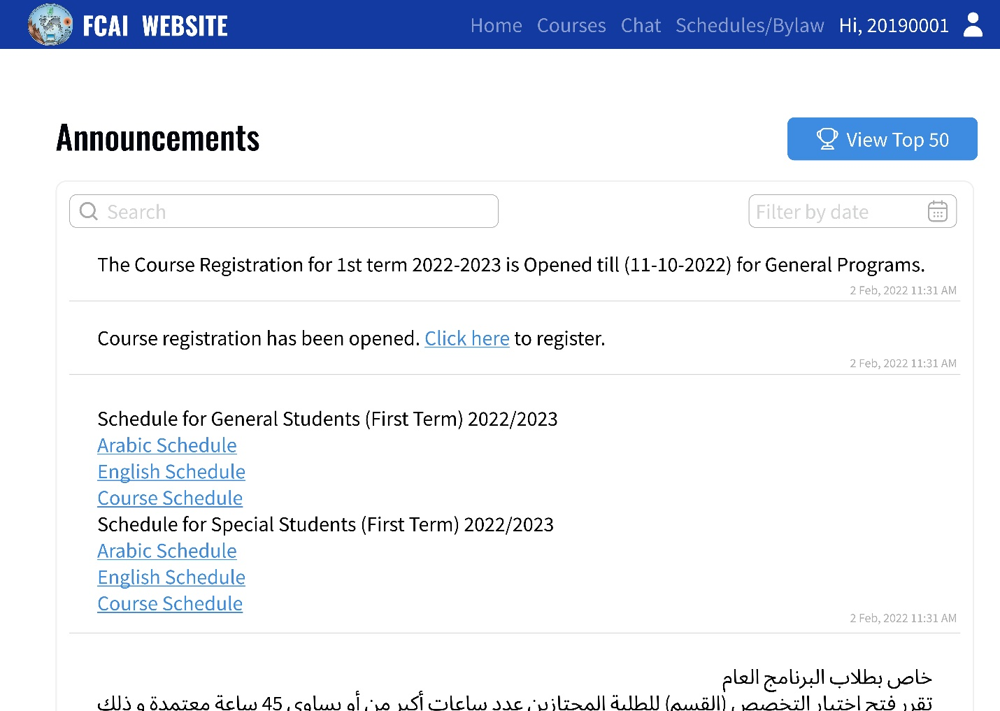 FCAI WEBSITE
Home Courses Chat Schedules/Bylaw Hi, 20190001
Announcements
View Top 50
Search
Filter by date
The Course Registration for 1st term 2022-2023 is Opened till (11-10-2022) for General Programs.
2 Feb, 2022 11:31 AM
Course registration has been opened. Click here to register.
2 Feb, 2022 11:31 AM
Schedule for General Students (First Term) 2022/2023
Arabic Schedule
English Schedule
Course Schedule
Schedule for Special Students (First Term) 2022/2023
Arabic Schedule
English Schedule
Course Schedule
2 Feb, 2022 11:31 AM
خاص بطلاب البرنامج العام
تقرر فتح اختيار التخصص (القسم) للطلبة المجتازين عدد ساعات أكبر من أو يساوي 45 ساعة معتمدة و ذلك